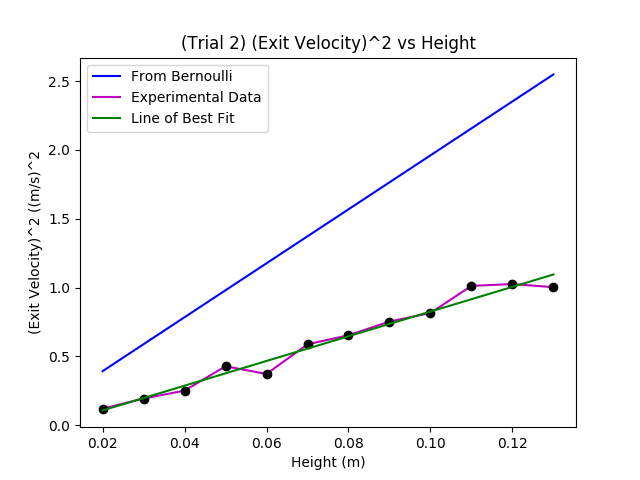 (Trial 2) (Exit Velocity)^2 vs Height
From Bernoulli
Experimental Data
Line of Best Fit
(Exit Velocity)^2 ((m/s)^2
2.5
2.0
1.5
1.0
0.5
0.0
0.02 0.04 0.06 0.08 0.10 0.12
Height (m)